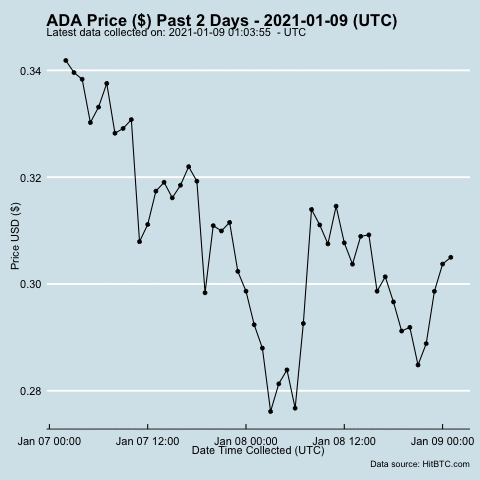 ADA Price ($) Past 2 Days - 2021-01-09 (UTC)
Latest data collected on: 2021-01-09 01:03:55 - UTC
0.34
0.32
0.30
0.28
Price USD ($)
Jan 07 00:00 Jan 07 12:00 Jan 08 00:00 Jan 08 12:00 Jan 09 00:00
Date Time Collected (UTC)
Data source: HitBTC.com